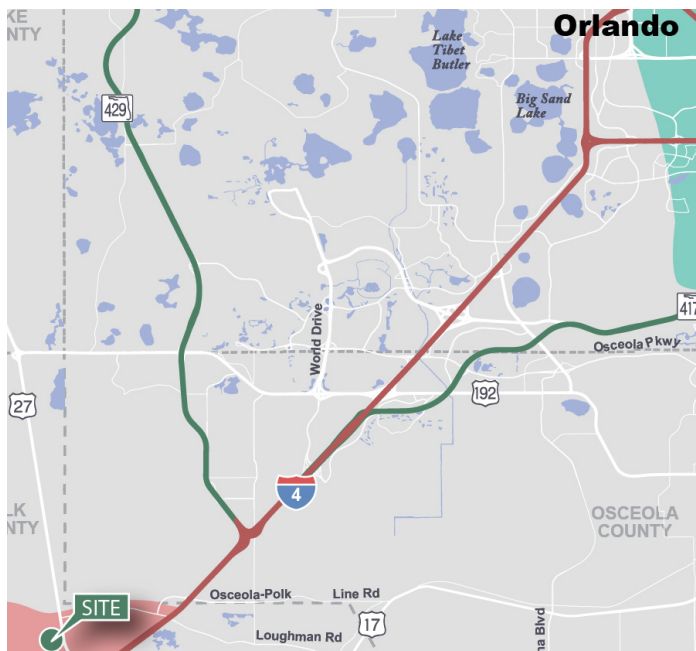 KE
NTY
Orlando
Lake
Tibet
Butler
Big Sand
Lake
429
417
World Drive
Osceola Pkwy
27
192
4
LK
NTY
OSCEOLA
COUNTY
SITE
Osceola-Polk
Line Rd
17
Loughman Rd
na Blvd